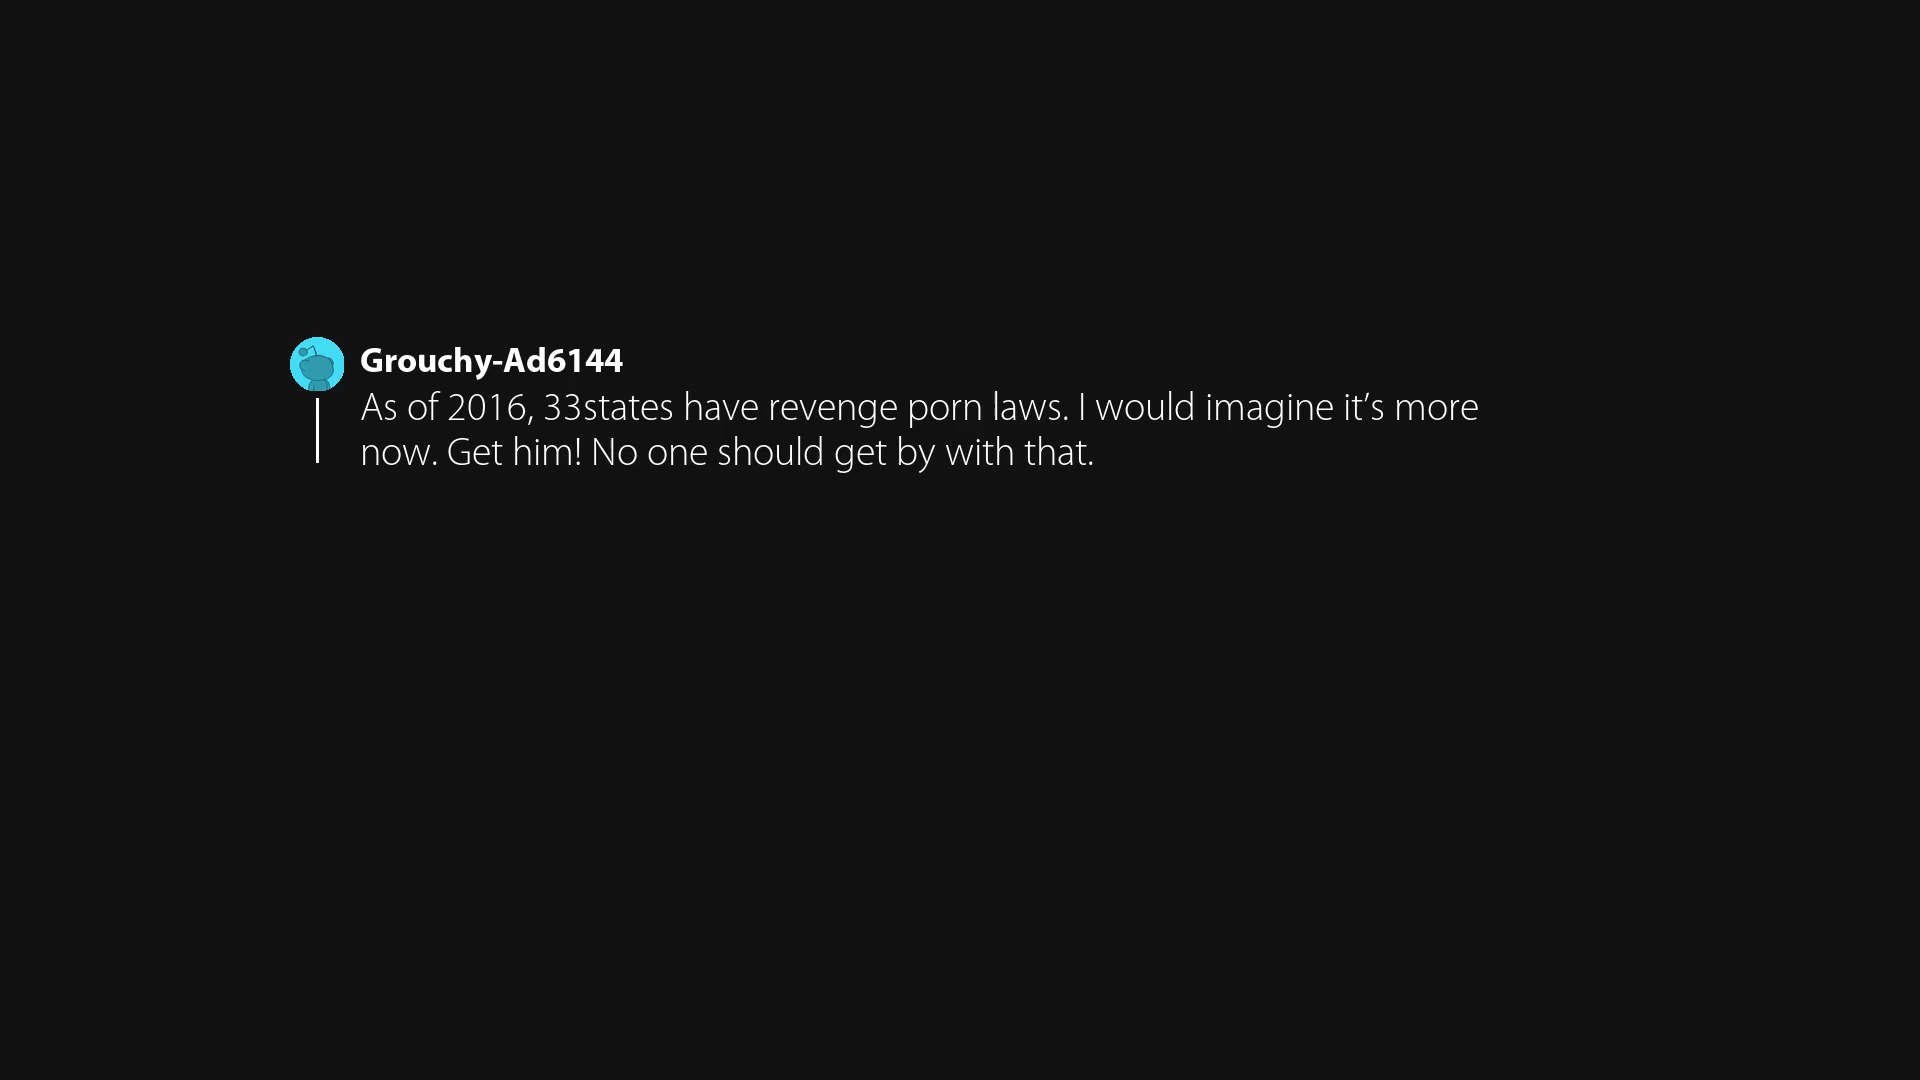 Grouchy-Ad6144
As of 2016, 33states have revenge porn laws. I would imagine it’s more
now. Get him! No one should get by with that.